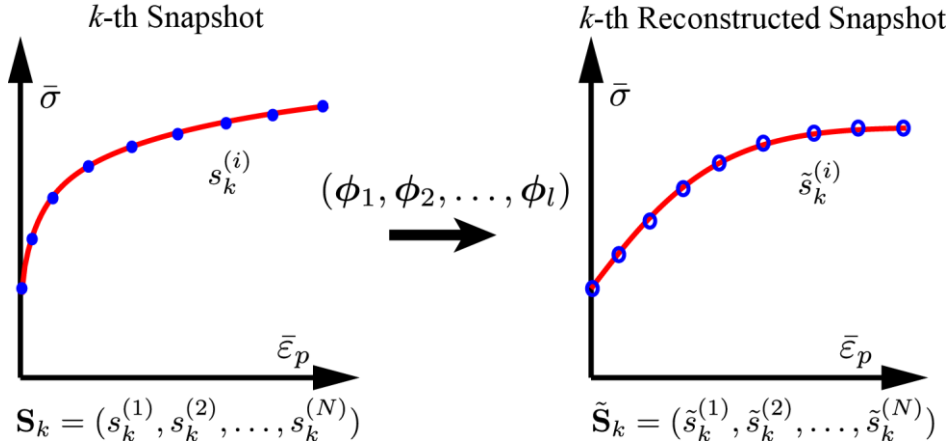 k-th Snapshot
σ̄
s_k^{(i)}
ε̄_p
S_k = (s_k^{(1)}, s_k^{(2)}, . . . , s_k^{(N)})
(ϕ_1, ϕ_2, . . . , ϕ_l)
k-th Reconstructed Snapshot
σ̄
s̃_k^{(i)}
ε̄_p
S̃_k = (s̃_k^{(1)}, s̃_k^{(2)}, . . . , s̃_k^{(N)})